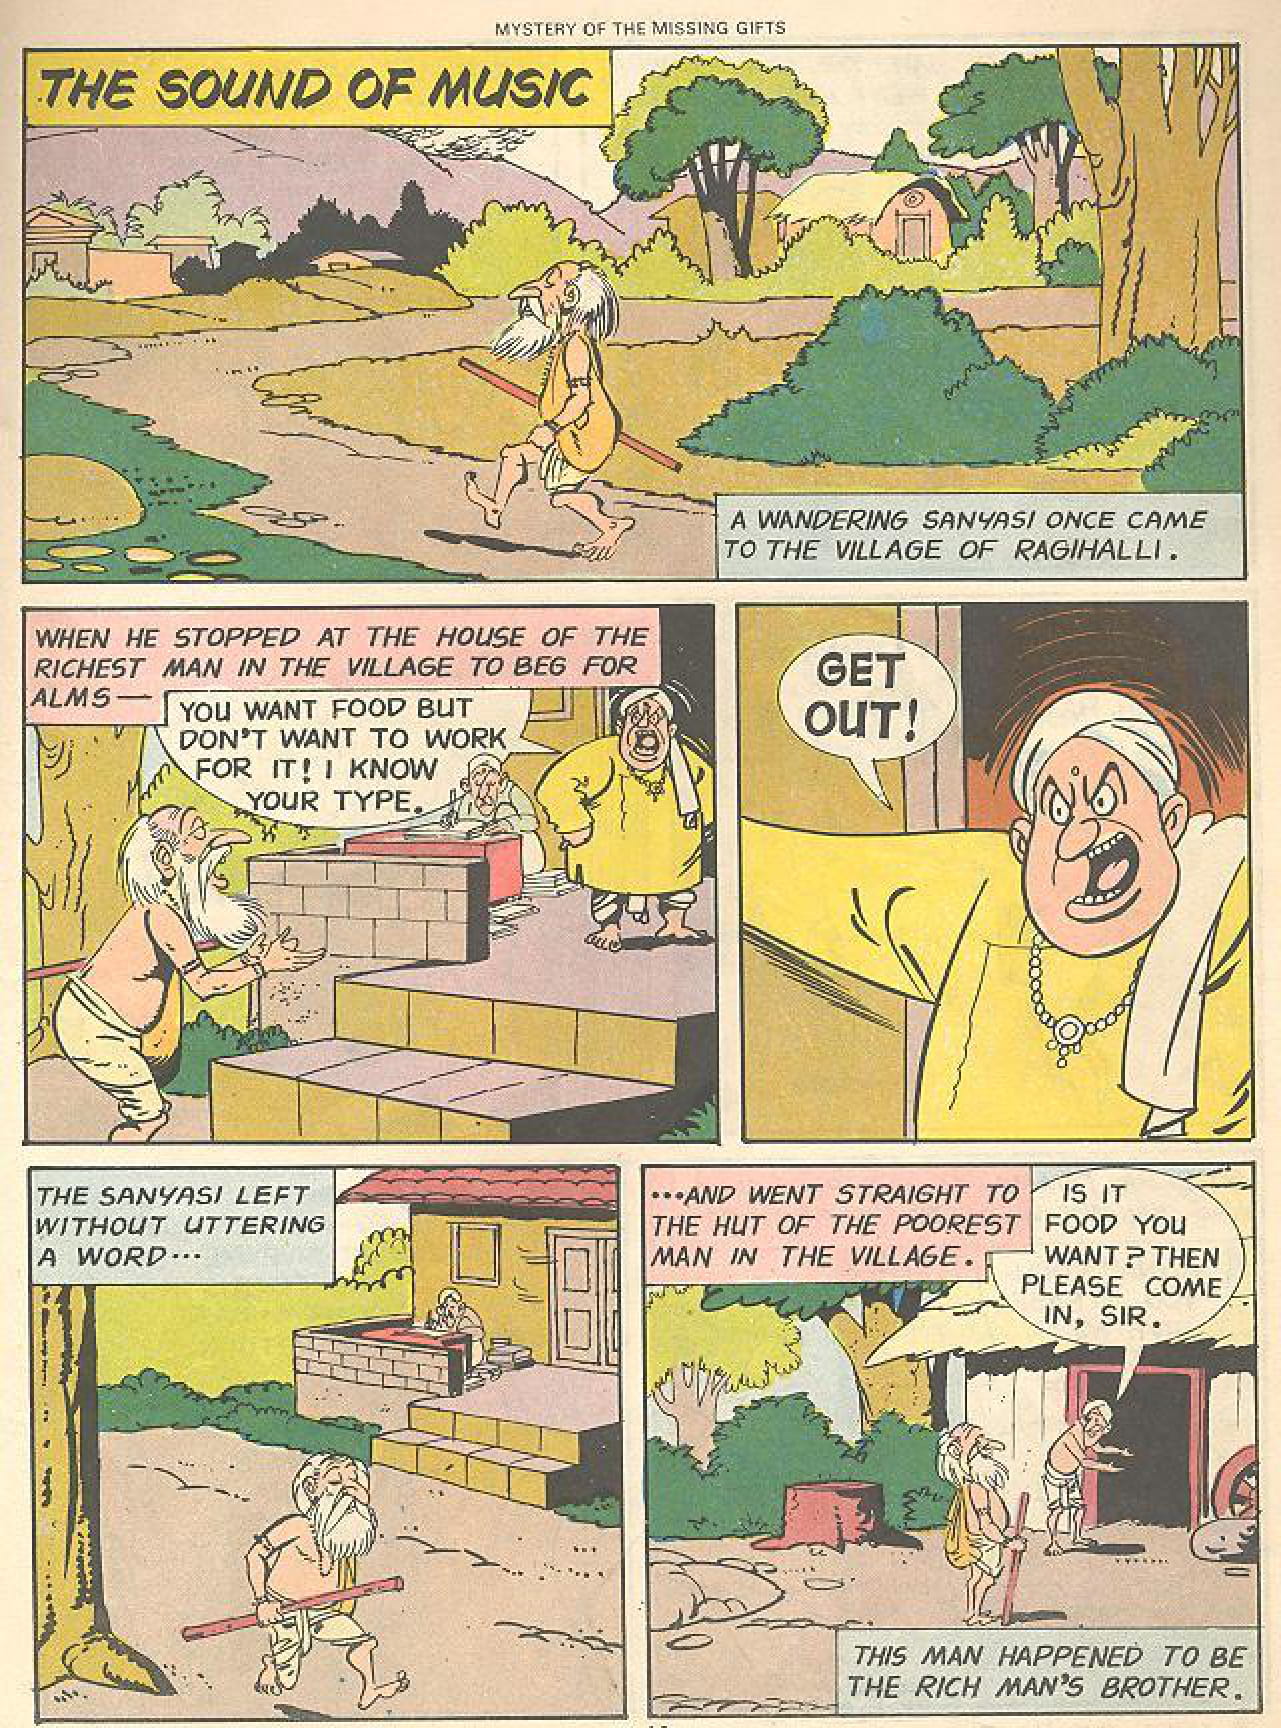 MYSTERY OF THE MISSING GIFTS
THE SOUND OF MUSIC
A WANDERING SANYASI ONCE CAME
TO THE VILLAGE OF RAGIHALLI.
WHEN HE STOPPED AT THE HOUSE OF THE
RICHEST MAN IN THE VILLAGE TO BEG FOR
ALMS—
YOU WANT FOOD BUT
DON'T WANT TO WORK
FOR IT! I KNOW
YOUR TYPE.
GET
OUT!
THE SANYASI LEFT
WITHOUT UTTERING
A WORD...
...AND WENT STRAIGHT TO
THE HUT OF THE POOREST
MAN IN THE VILLAGE.
IS IT
FOOD YOU
WANT? THEN
PLEASE COME
IN, SIR.
THIS MAN HAPPENED TO BE
THE RICH MAN'S BROTHER.